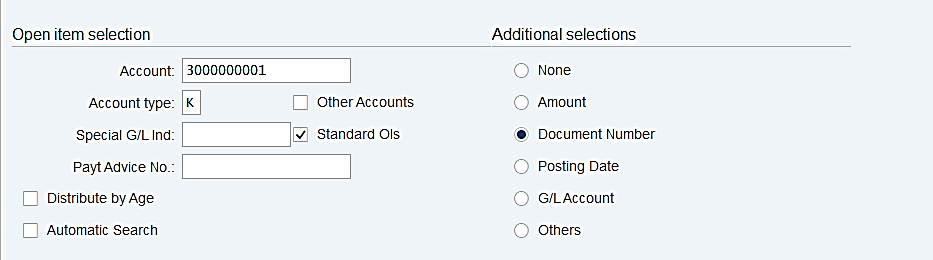 Open item selection
Additional selections
Account: 3000000001
None
Account type: K
Other Accounts
Amount
Special G/L Ind:
Standard OIs
Document Number
Payt Advice No.:
Posting Date
Distribute by Age
G/L Account
Automatic Search
Others